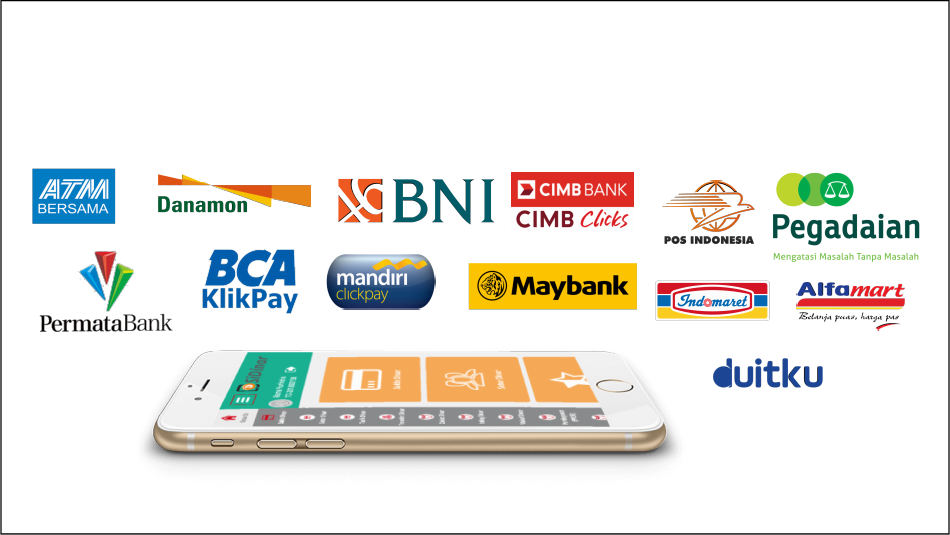 ATM
BERSAMA
Danamon
BNI
CIMB BANK
CIMB Clicks
POS INDONESIA
Pegadaian
Mengatasi Masalah Tanpa Masalah
PermataBank
BCA
KlikPay
mandiri
clickpay
Maybank
Indomaret
Alfamart
Belanja puas, harga pas
duitku